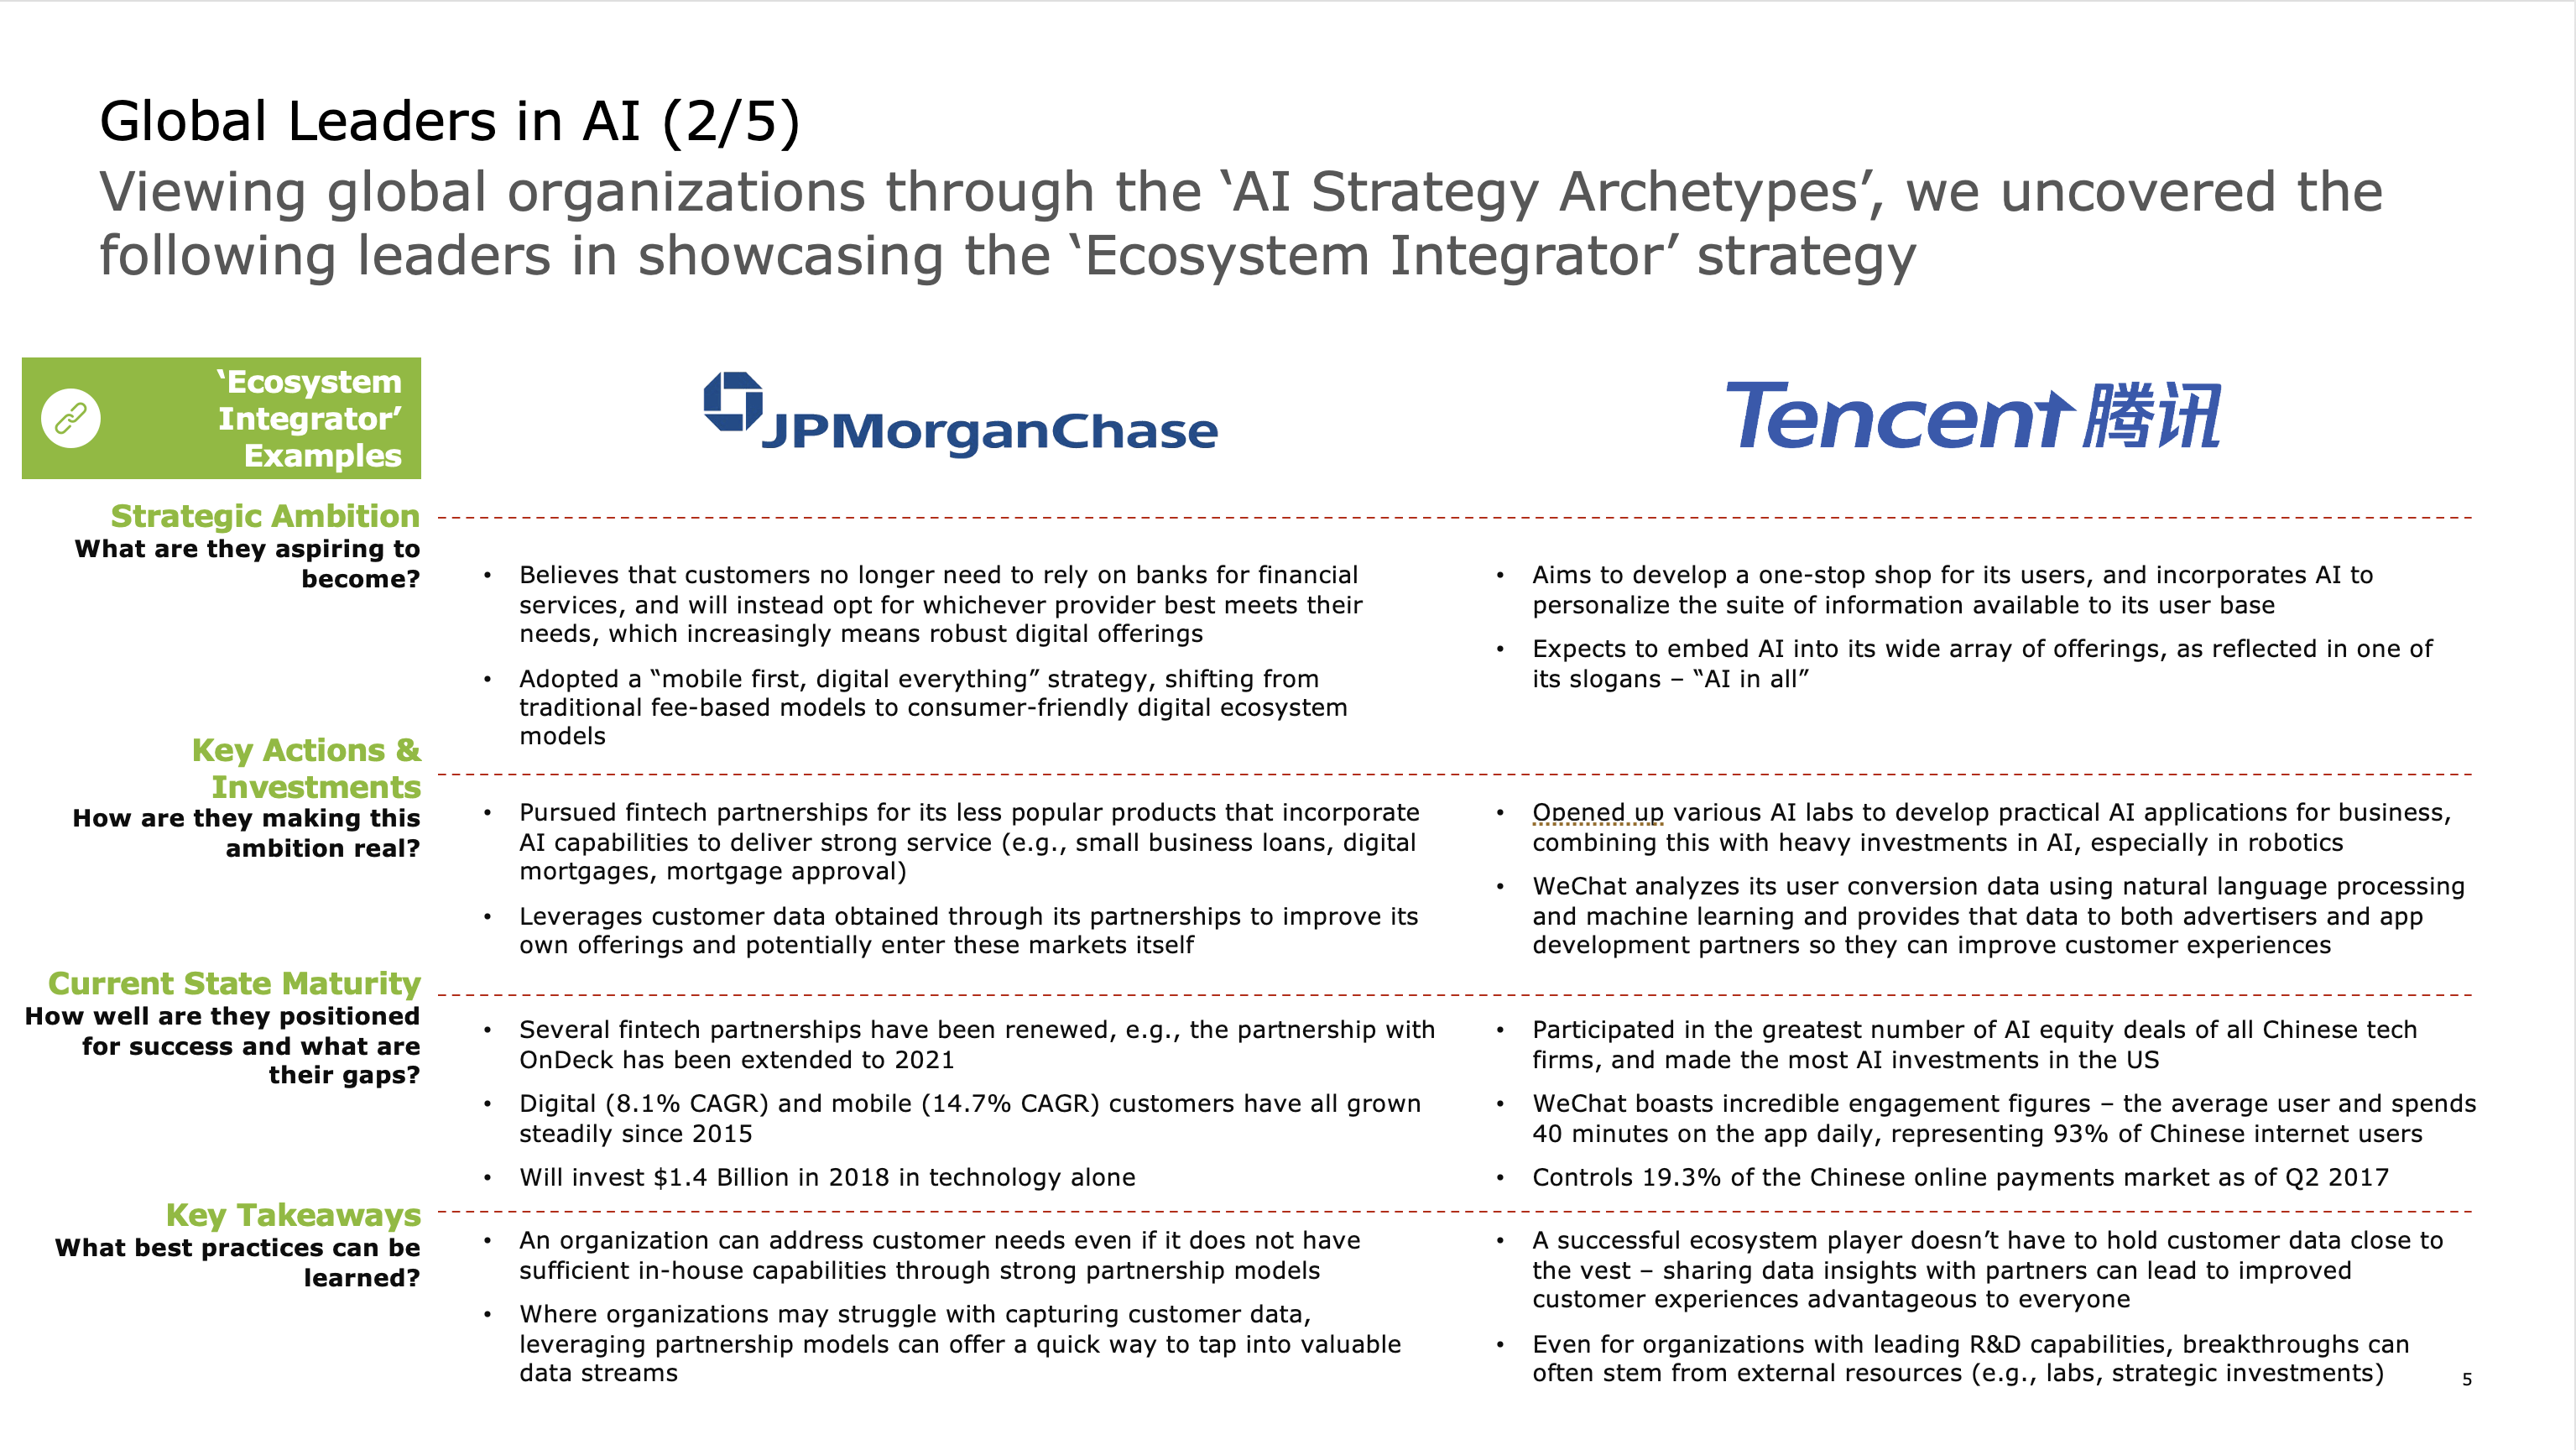 Global Leaders in AI (2/5)
Viewing global organizations through the ‘AI Strategy Archetypes’, we uncovered the
following leaders in showcasing the ‘Ecosystem Integrator’ strategy
‘Ecosystem
Integrator’
Examples
JPMorganChase
Tencent 腾讯
Strategic Ambition
What are they aspiring to
become?
• Believes that customers no longer need to rely on banks for financial
services, and will instead opt for whichever provider best meets their
needs, which increasingly means robust digital offerings
• Adopted a “mobile first, digital everything” strategy, shifting from
traditional fee-based models to consumer-friendly digital ecosystem
models
• Aims to develop a one-stop shop for its users, and incorporates AI to
personalize the suite of information available to its user base
• Expects to embed AI into its wide array of offerings, as reflected in one of
its slogans – “AI in all”
Key Actions &
Investments
How are they making this
ambition real?
• Pursued fintech partnerships for its less popular products that incorporate
AI capabilities to deliver strong service (e.g., small business loans, digital
mortgages, mortgage approval)
• Leverages customer data obtained through its partnerships to improve its
own offerings and potentially enter these markets itself
• Opened up various AI labs to develop practical AI applications for business,
combining this with heavy investments in AI, especially in robotics
• WeChat analyzes its user conversion data using natural language processing
and machine learning and provides that data to both advertisers and app
development partners so they can improve customer experiences
Current State Maturity
How well are they positioned
for success and what are
their gaps?
• Several fintech partnerships have been renewed, e.g., the partnership with
OnDeck has been extended to 2021
• Digital (8.1% CAGR) and mobile (14.7% CAGR) customers have all grown
steadily since 2015
• Will invest $1.4 Billion in 2018 in technology alone
• Participated in the greatest number of AI equity deals of all Chinese tech
firms, and made the most AI investments in the US
• WeChat boasts incredible engagement figures – the average user and spends
40 minutes on the app daily, representing 93% of Chinese internet users
• Controls 19.3% of the Chinese online payments market as of Q2 2017
Key Takeaways
What best practices can be
learned?
• An organization can address customer needs even if it does not have
sufficient in-house capabilities through strong partnership models
• Where organizations may struggle with capturing customer data,
leveraging partnership models can offer a quick way to tap into valuable
data streams
• A successful ecosystem player doesn’t have to hold customer data close to
the vest – sharing data insights with partners can lead to improved
customer experiences advantageous to everyone
• Even for organizations with leading R&D capabilities, breakthroughs can
often stem from external resources (e.g., labs, strategic investments)
5